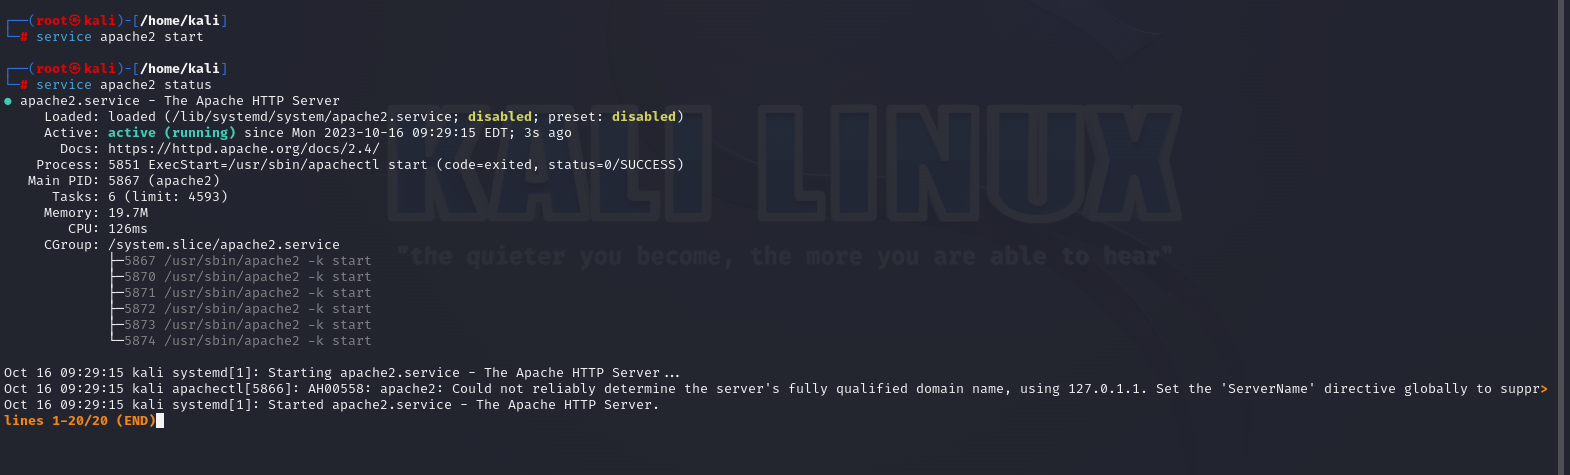 ┌──(root㉿kali)-[/home/kali]
└─# service apache2 start
┌──(root㉿kali)-[/home/kali]
└─# service apache2 status
● apache2.service - The Apache HTTP Server
Loaded: loaded (/lib/systemd/system/apache2.service; disabled; preset: disabled)
Active: active (running) since Mon 2023-10-16 09:29:15 EDT; 3s ago
Docs: https://httpd.apache.org/docs/2.4/
Process: 5851 ExecStart=/usr/sbin/apachectl start (code=exited, status=0/SUCCESS)
Main PID: 5867 (apache2)
Tasks: 6 (limit: 4593)
Memory: 19.7M
CPU: 126ms
CGroup: /system.slice/apache2.service
├─5867 /usr/sbin/apache2 -k start
├─5870 /usr/sbin/apache2 -k start
├─5871 /usr/sbin/apache2 -k start
├─5872 /usr/sbin/apache2 -k start
├─5873 /usr/sbin/apache2 -k start
└─5874 /usr/sbin/apache2 -k start
Oct 16 09:29:15 kali systemd[1]: Starting apache2.service - The Apache HTTP Server...
Oct 16 09:29:15 kali apachectl[5866]: AH00558: apache2: Could not reliably determine the server's fully qualified domain name, using 127.0.1.1. Set the 'ServerName' directive globally to suppr>
Oct 16 09:29:15 kali systemd[1]: Started apache2.service - The Apache HTTP Server.
lines 1-20/20 (END)
KALI LINUX
"the quieter you become, the more you are able to hear"